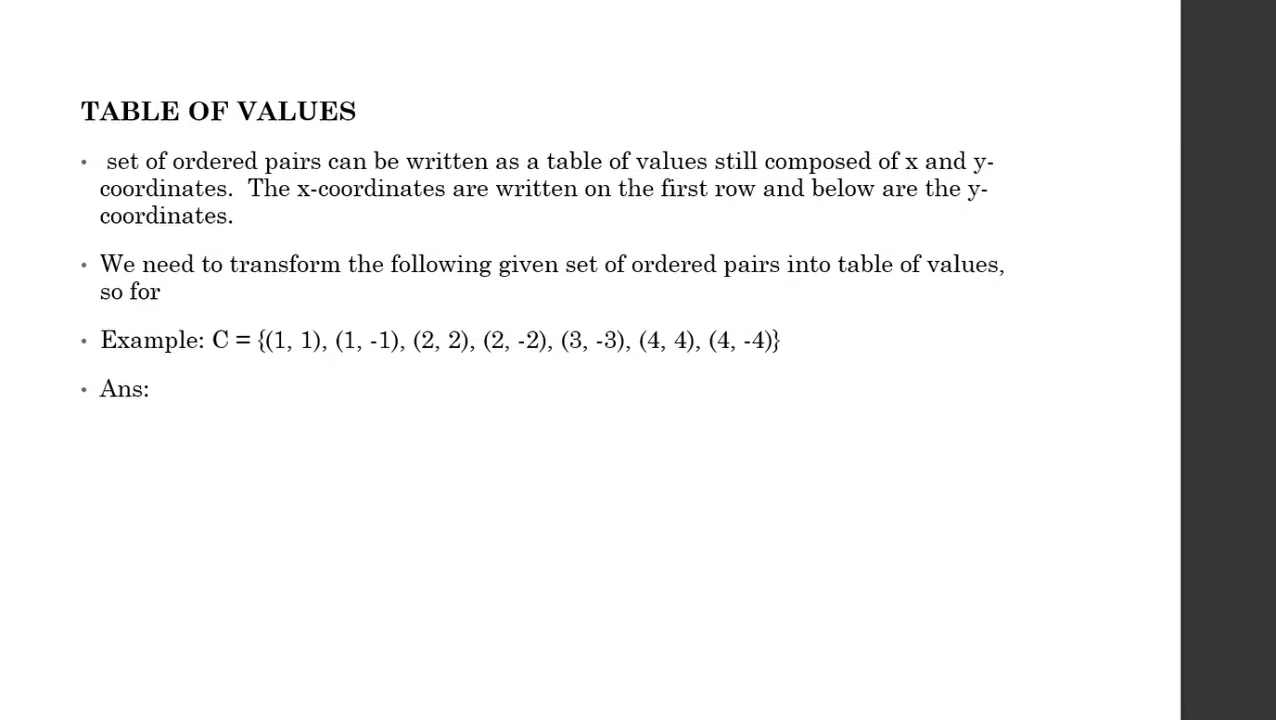 TABLE OF VALUES
• set of ordered pairs can be written as a table of values still composed of x and y-
coordinates. The x-coordinates are written on the first row and below are the y-
coordinates.
• We need to transform the following given set of ordered pairs into table of values,
so for
• Example: C = {(1, 1), (1, -1), (2, 2), (2, -2), (3, -3), (4, 4), (4, -4)}
• Ans: